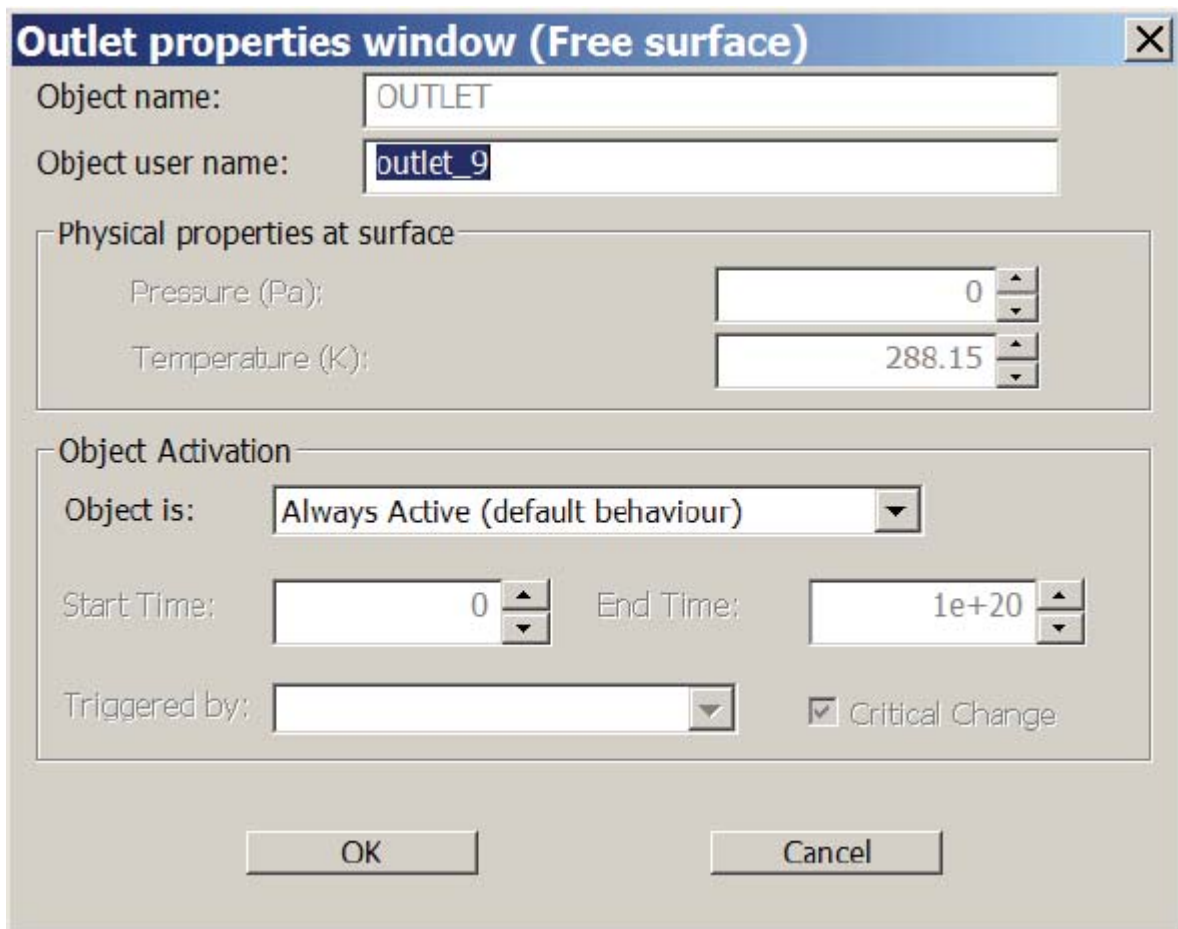 Outlet properties window (Free surface)
Object name: OUTLET
Object user name: outlet_9
Physical properties at surface
Pressure (Pa): 0
Temperature (K): 288.15
Object Activation
Object is: Always Active (default behaviour)
Start Time: 0 End Time: 1e+20
Triggered by: Critical Change
OK Cancel